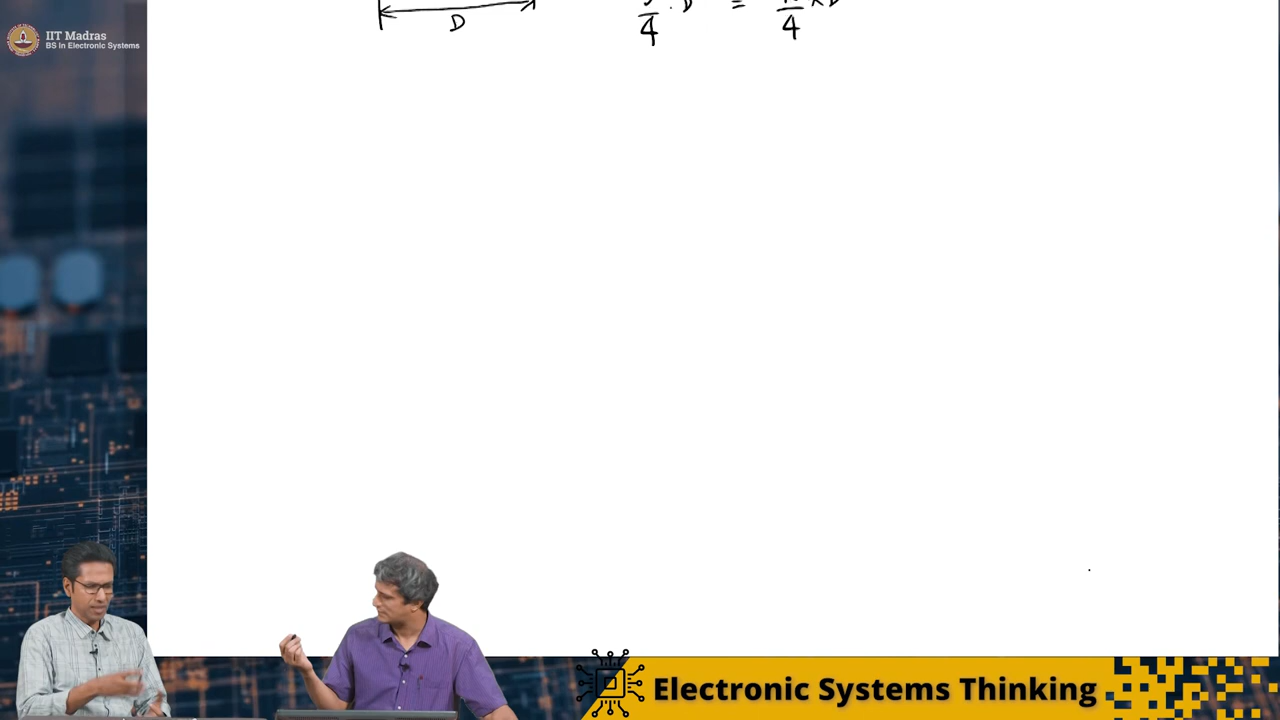 IIT Madras
BS in Electronic Systems
D
4
4
Electronic Systems Thinking